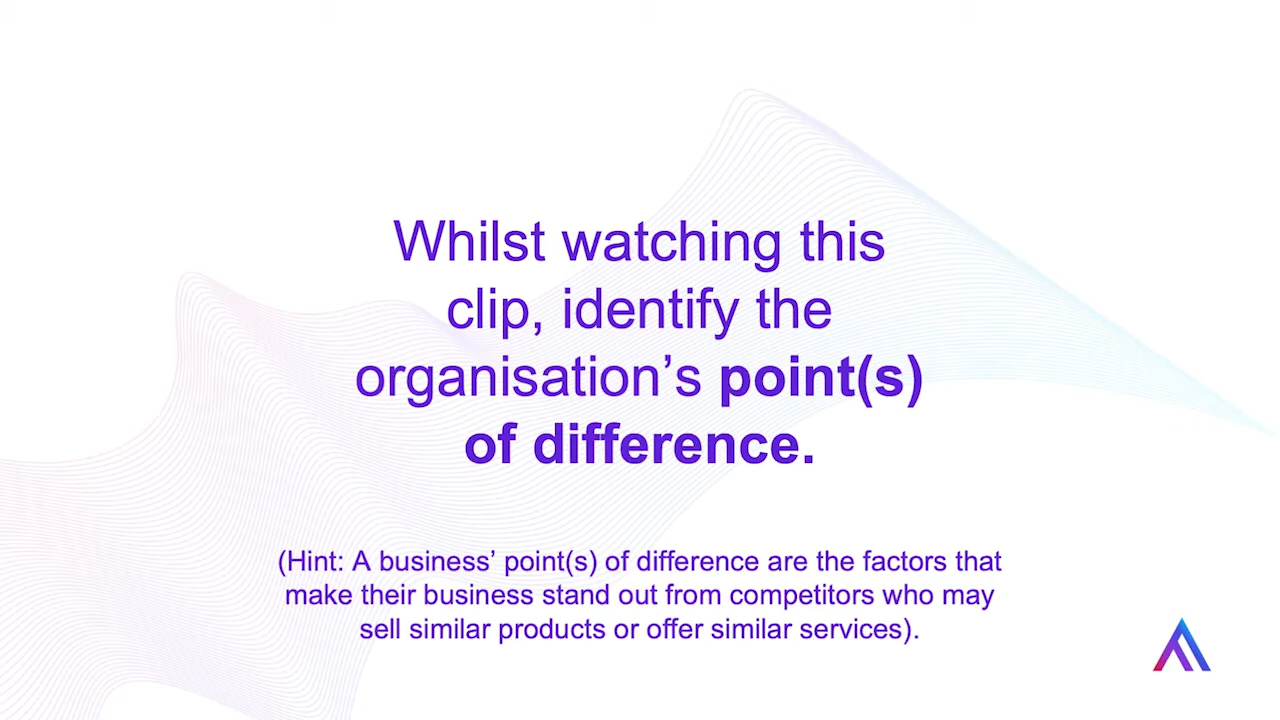 Whilst watching this
clip, identify the
organisation’s point(s)
of difference.
(Hint: A business’ point(s) of difference are the factors that
make their business stand out from competitors who may
sell similar products or offer similar services).